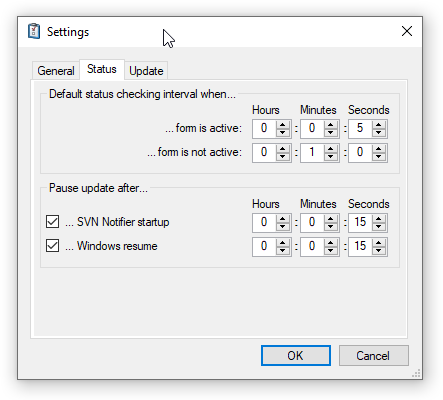 Settings
General Status Update
Default status checking interval when...
Hours Minutes Seconds
... form is active: 0 : 0 : 5
... form is not active: 0 : 1 : 0
Pause update after...
Hours Minutes Seconds
... SVN Notifier startup 0 : 0 : 15
... Windows resume 0 : 0 : 15
OK Cancel